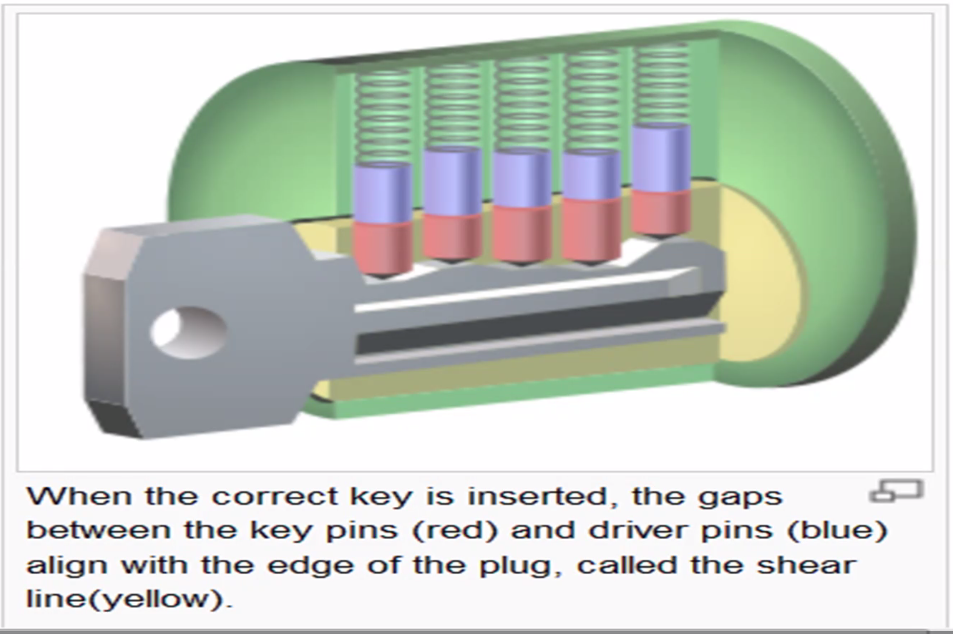 When the correct key is inserted, the gaps
between the key pins (red) and driver pins (blue)
align with the edge of the plug, called the shear
line(yellow).